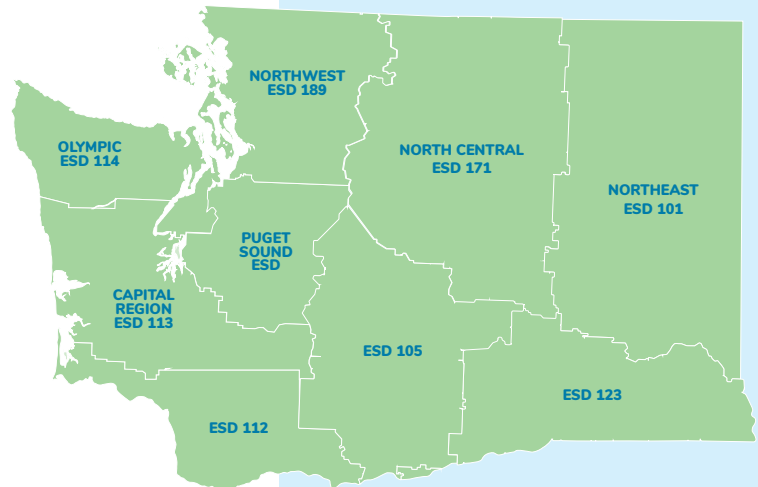 NORTHWEST
ESD 189
OLYMPIC
ESD 114
NORTH CENTRAL
ESD 171
NORTHEAST
ESD 101
PUGET
SOUND
ESD
CAPITAL
REGION
ESD 113
ESD 105
ESD 123
ESD 112